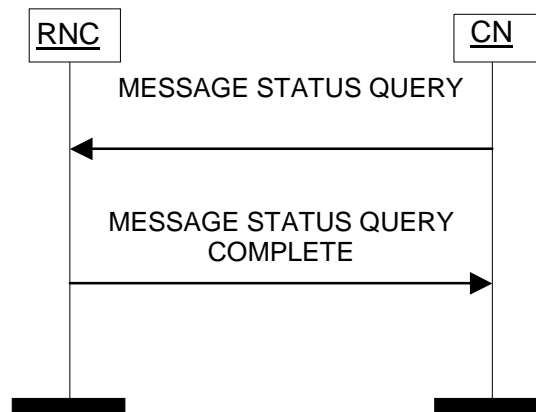 RNC
CN
MESSAGE STATUS QUERY
MESSAGE STATUS QUERY
COMPLETE